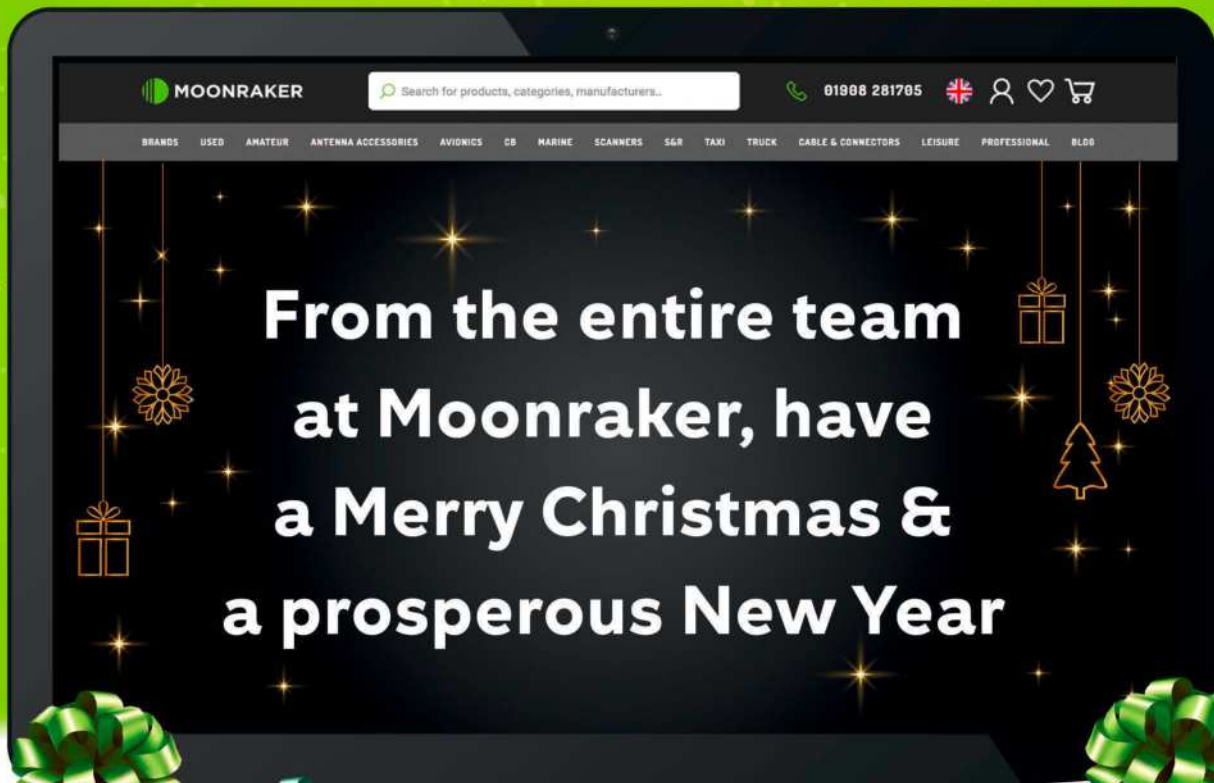 MOONRAKER
Search for products, categories, manufacturers..
01908 281705
BRANDS USED AMATEUR ANTENNA ACCESSORIES AVIONICS CB MARINE SCANNERS S&R TAXI TRUCK CABLE & CONNECTORS LEISURE PROFESSIONAL BLOG
From the entire team
at Moonraker, have
a Merry Christmas &
a prosperous New Year